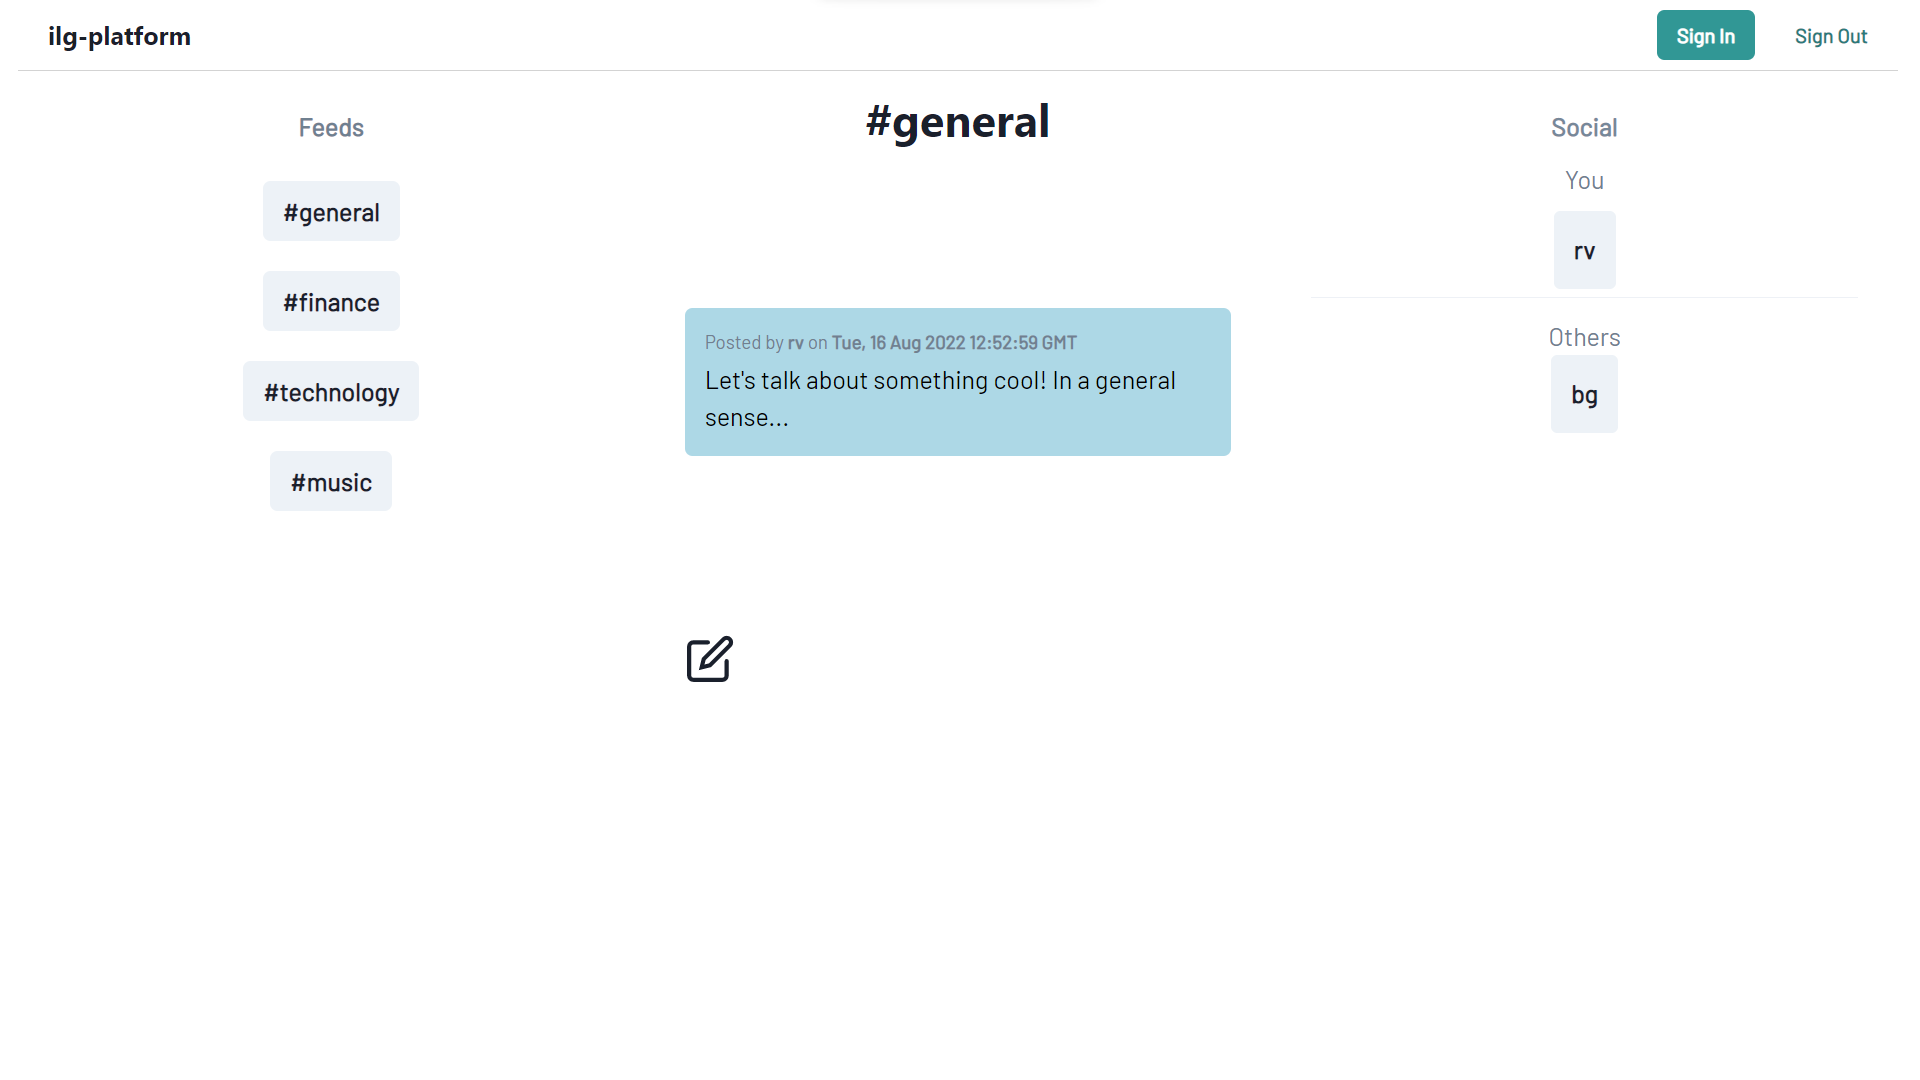 ilg-platform
Sign In
Sign Out
Feeds
#general
#finance
#technology
#music
#general
Posted by rv on Tue, 16 Aug 2022 12:52:59 GMT
Let's talk about something cool! In a general
sense...
Social
You
rv
Others
bg